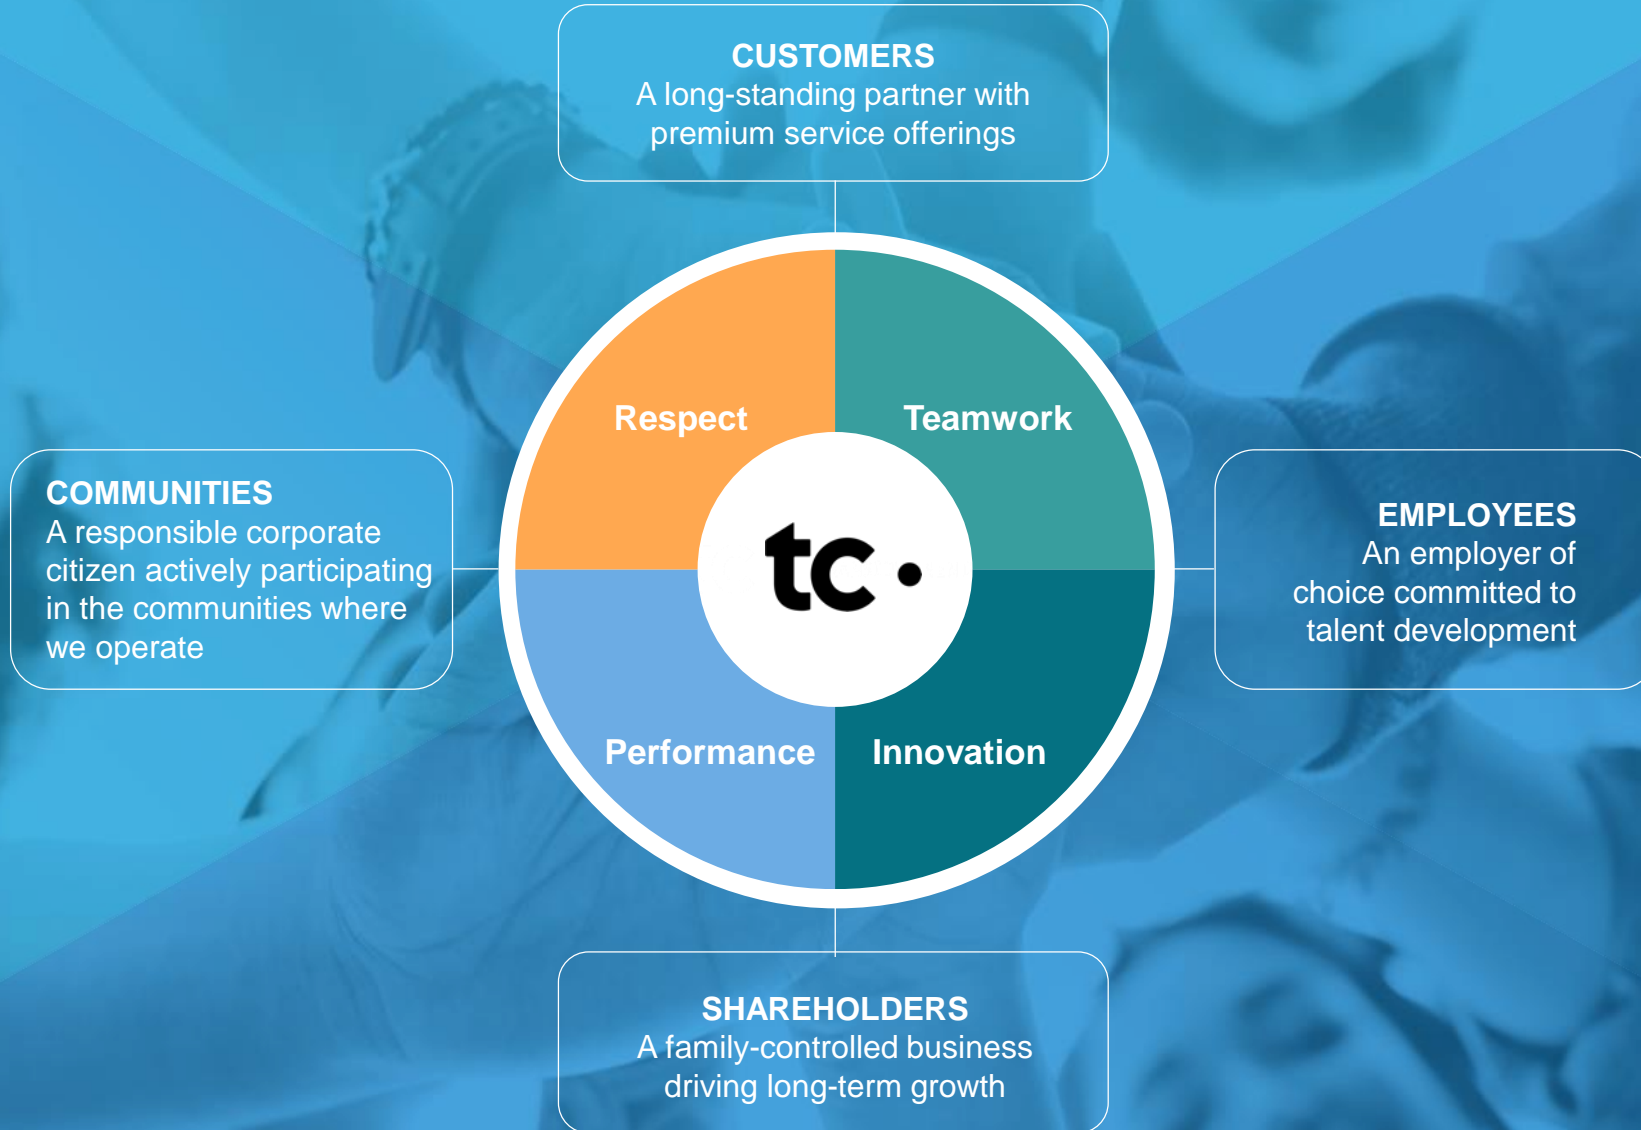 CUSTOMERS
A long-standing partner with
premium service offerings
Respect
Teamwork
COMMUNITIES
A responsible corporate
citizen actively participating
in the communities where
we operate
tc.
EMPLOYEES
An employer of
choice committed to
talent development
Performance
Innovation
SHAREHOLDERS
A family-controlled business
driving long-term growth